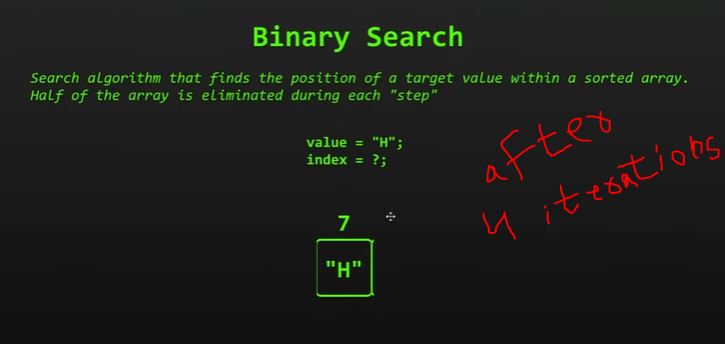 Binary Search
Search algorithm that finds the position of a target value within a sorted array.
Half of the array is eliminated during each "step"
value = "H";
index = ?;
after
4 iterations
7
"H"